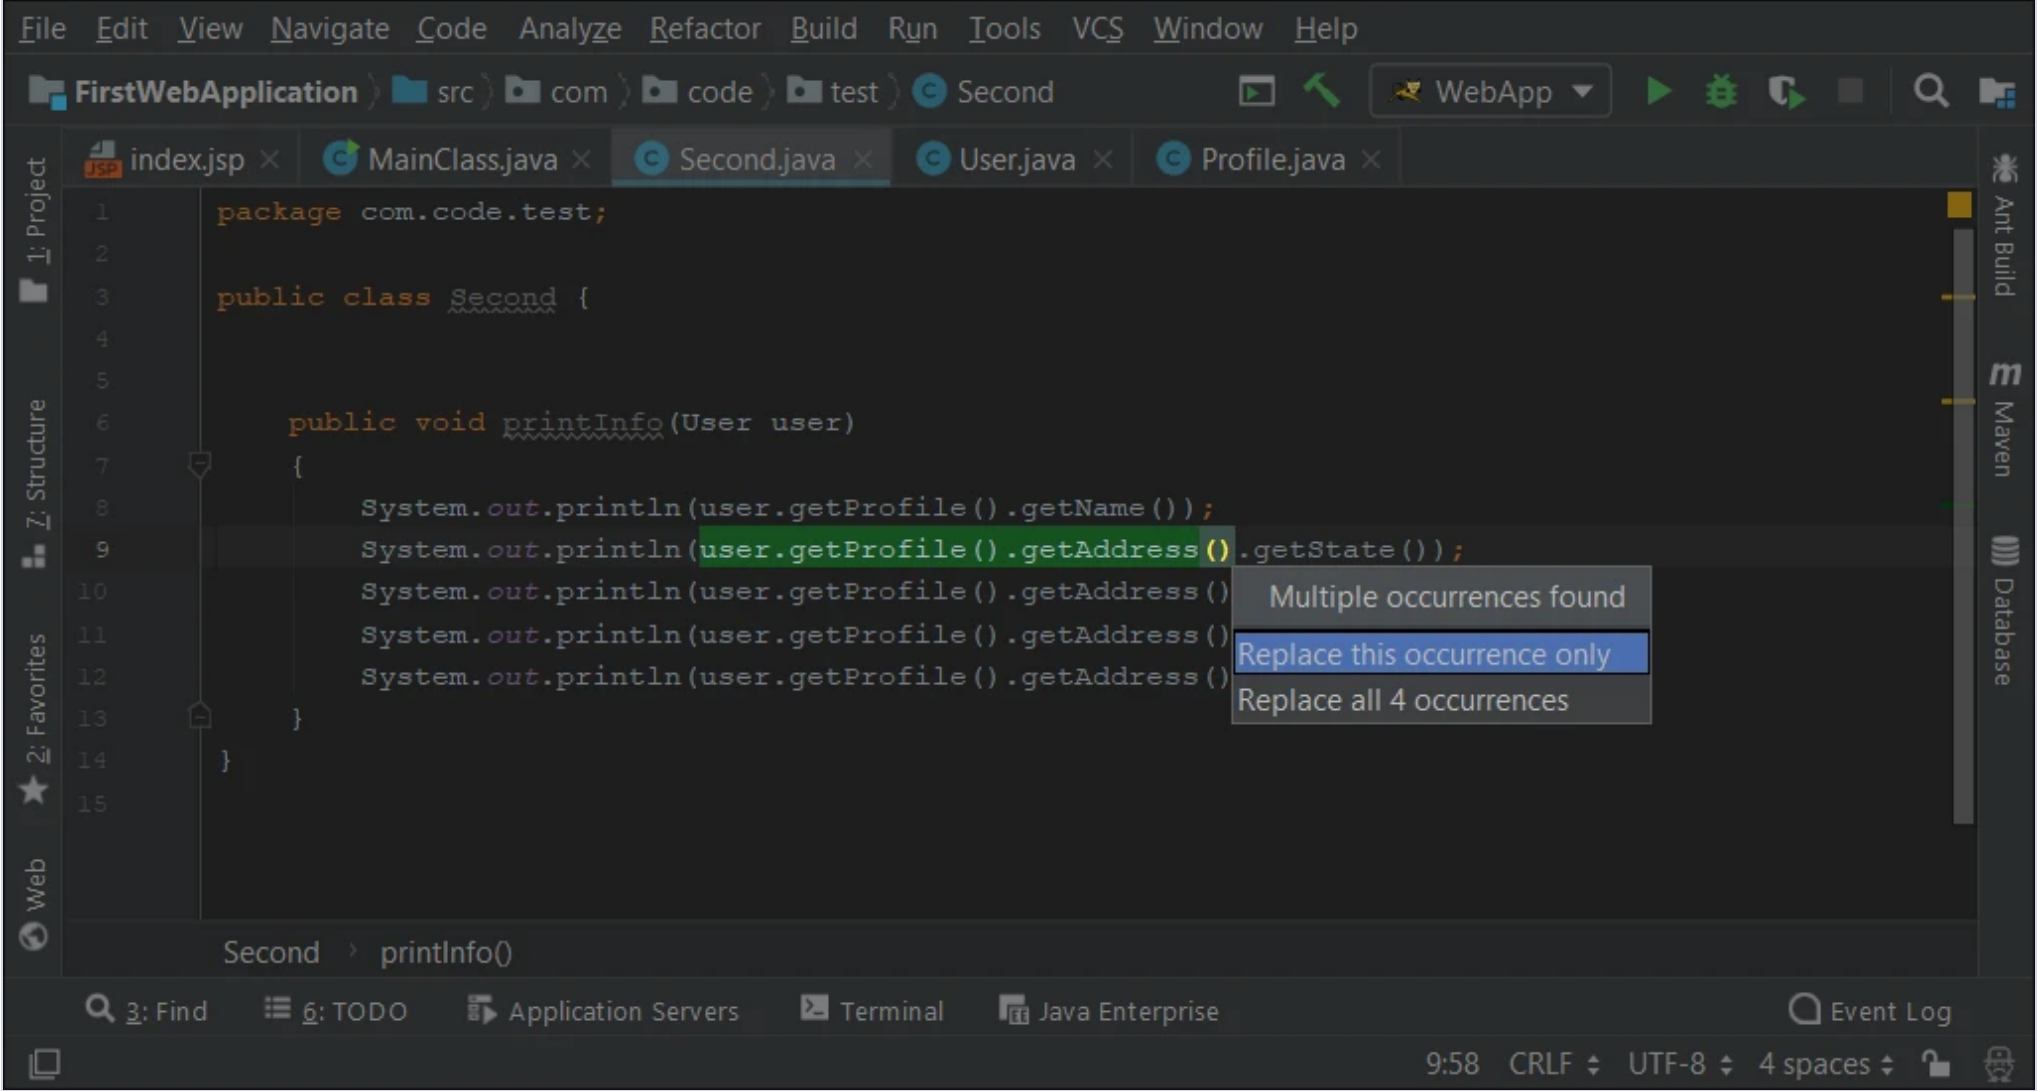 File Edit View Navigate Code Analyze Refactor Build Run Tools VCS Window Help
FirstWebApplication src com code test C Second WebApp
JSP index.jsp C MainClass.java C Second.java C User.java C Profile.java
1: Project
7: Structure
2: Favorites
Web
1 package com.code.test;
2
3 public class Second {
4
5
6 public void printInfo(User user)
7 {
8 System.out.println(user.getProfile().getName());
9 System.out.println(user.getProfile().getAddress().getState());
10 System.out.println(user.getProfile().getAddress()
11 System.out.println(user.getProfile().getAddress()
12 System.out.println(user.getProfile().getAddress()
13 }
14 }
15
Multiple occurrences found
Replace this occurrence only
Replace all 4 occurrences
Ant Build
m Maven
Database
Second › printInfo()
3: Find 6: TODO Application Servers Terminal EE Java Enterprise Event Log
9:58 CRLF UTF-8 4 spaces